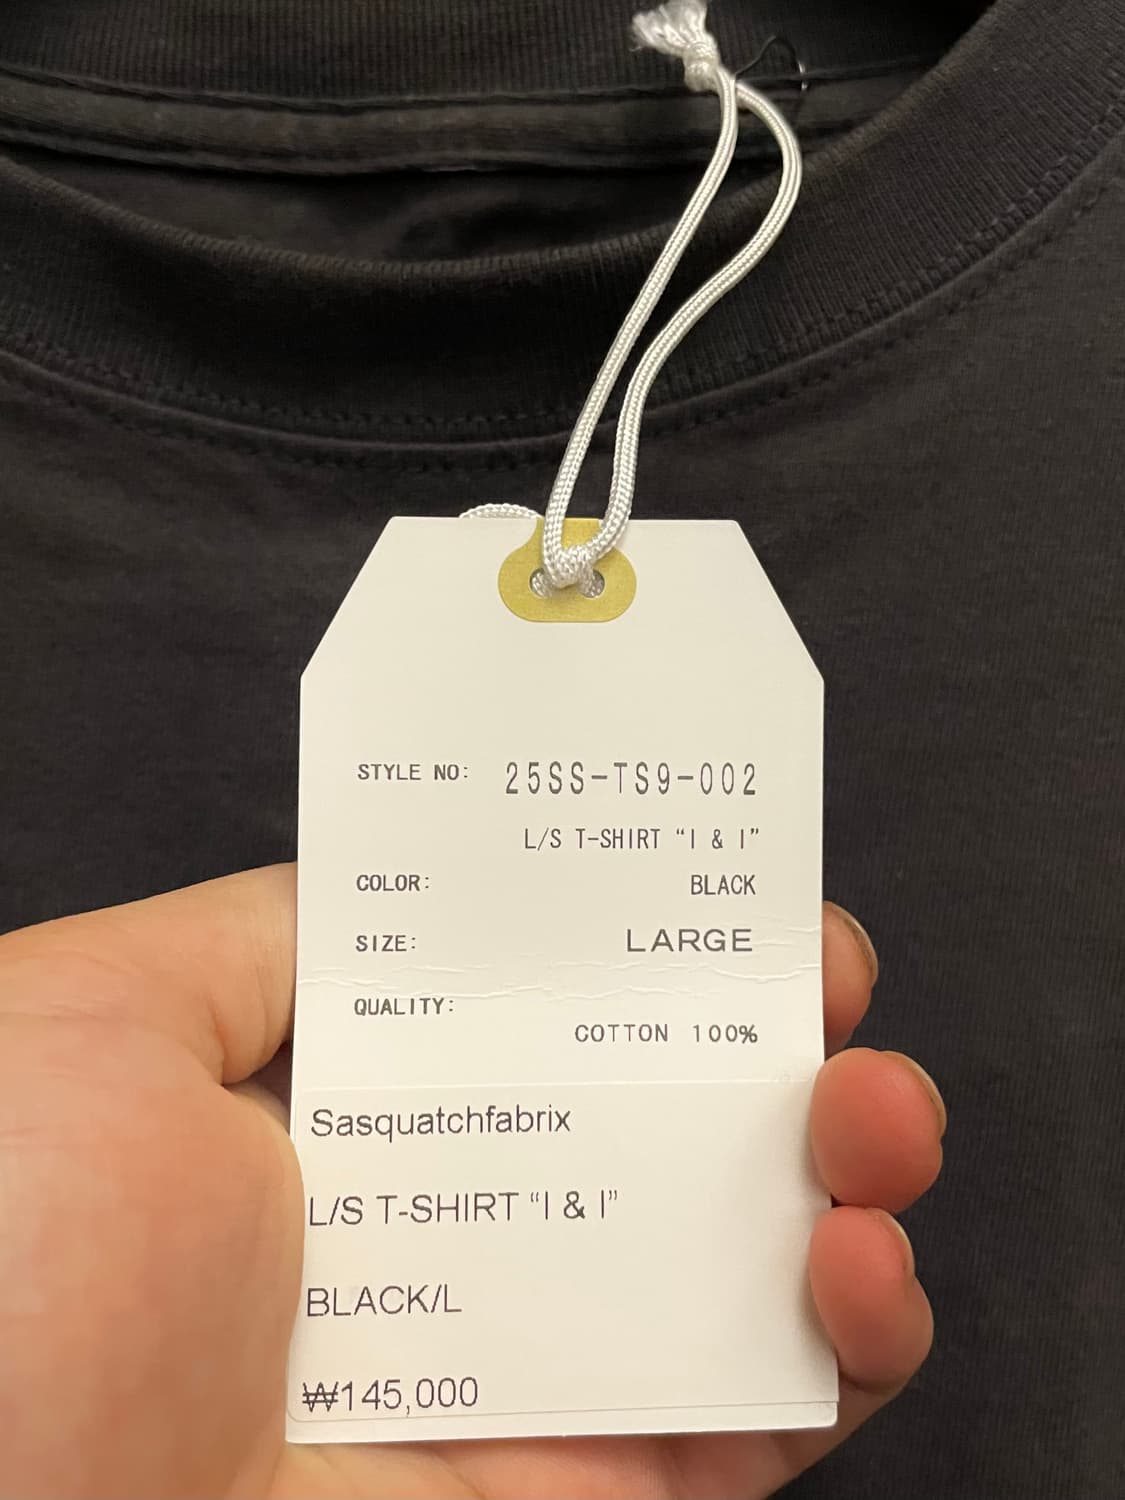 STYLE NO: 25SS-TS9-002
L/S T-SHIRT “I & I”
COLOR: BLACK
SIZE: LARGE
QUALITY:
COTTON 100%
Sasquatchfabrix
L/S T-SHIRT “I & I”
BLACK/L
₩145,000